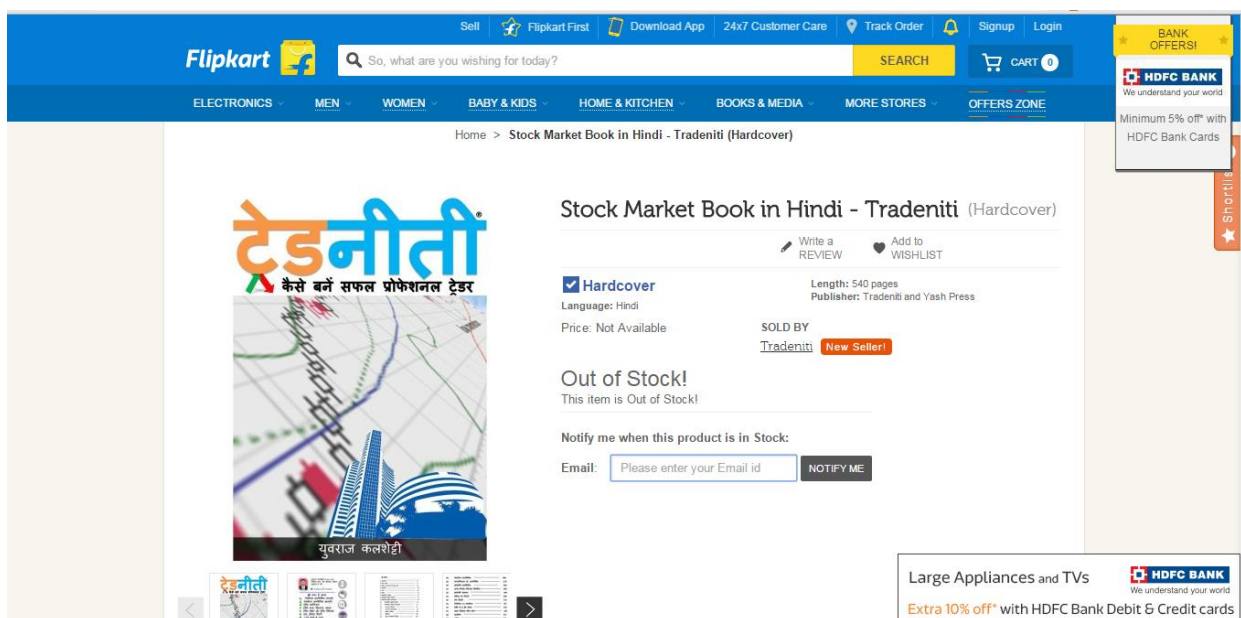 Sell Flipkart First Download App 24x7 Customer Care Track Order Signup Login
Flipkart So, what are you wishing for today? SEARCH CART 0
ELECTRONICS MEN WOMEN BABY & KIDS HOME & KITCHEN BOOKS & MEDIA MORE STORES OFFERS ZONE
BANK
OFFERS!
HDFC BANK
We understand your world
Minimum 5% off* with
HDFC Bank Cards
Shortlis
Home > Stock Market Book in Hindi - Tradeniti (Hardcover)
ट्रेडनीती
कैसे बनें सफल प्रोफेशनल ट्रेडर
युवराज कलशेट्टी
ट्रेडनीती
Stock Market Book in Hindi - Tradeniti (Hardcover)
Write a
REVIEW
Add to
WISHLIST
Hardcover
Language: Hindi
Length: 540 pages
Publisher: Tradeniti and Yash Press
Price: Not Available
SOLD BY
Tradeniti New Seller!
Out of Stock!
This item is Out of Stock!
Notify me when this product is in Stock:
Email: Please enter your Email id NOTIFY ME
Large Appliances and TVs
HDFC BANK
We understand your world
Extra 10% off* with HDFC Bank Debit & Credit cards